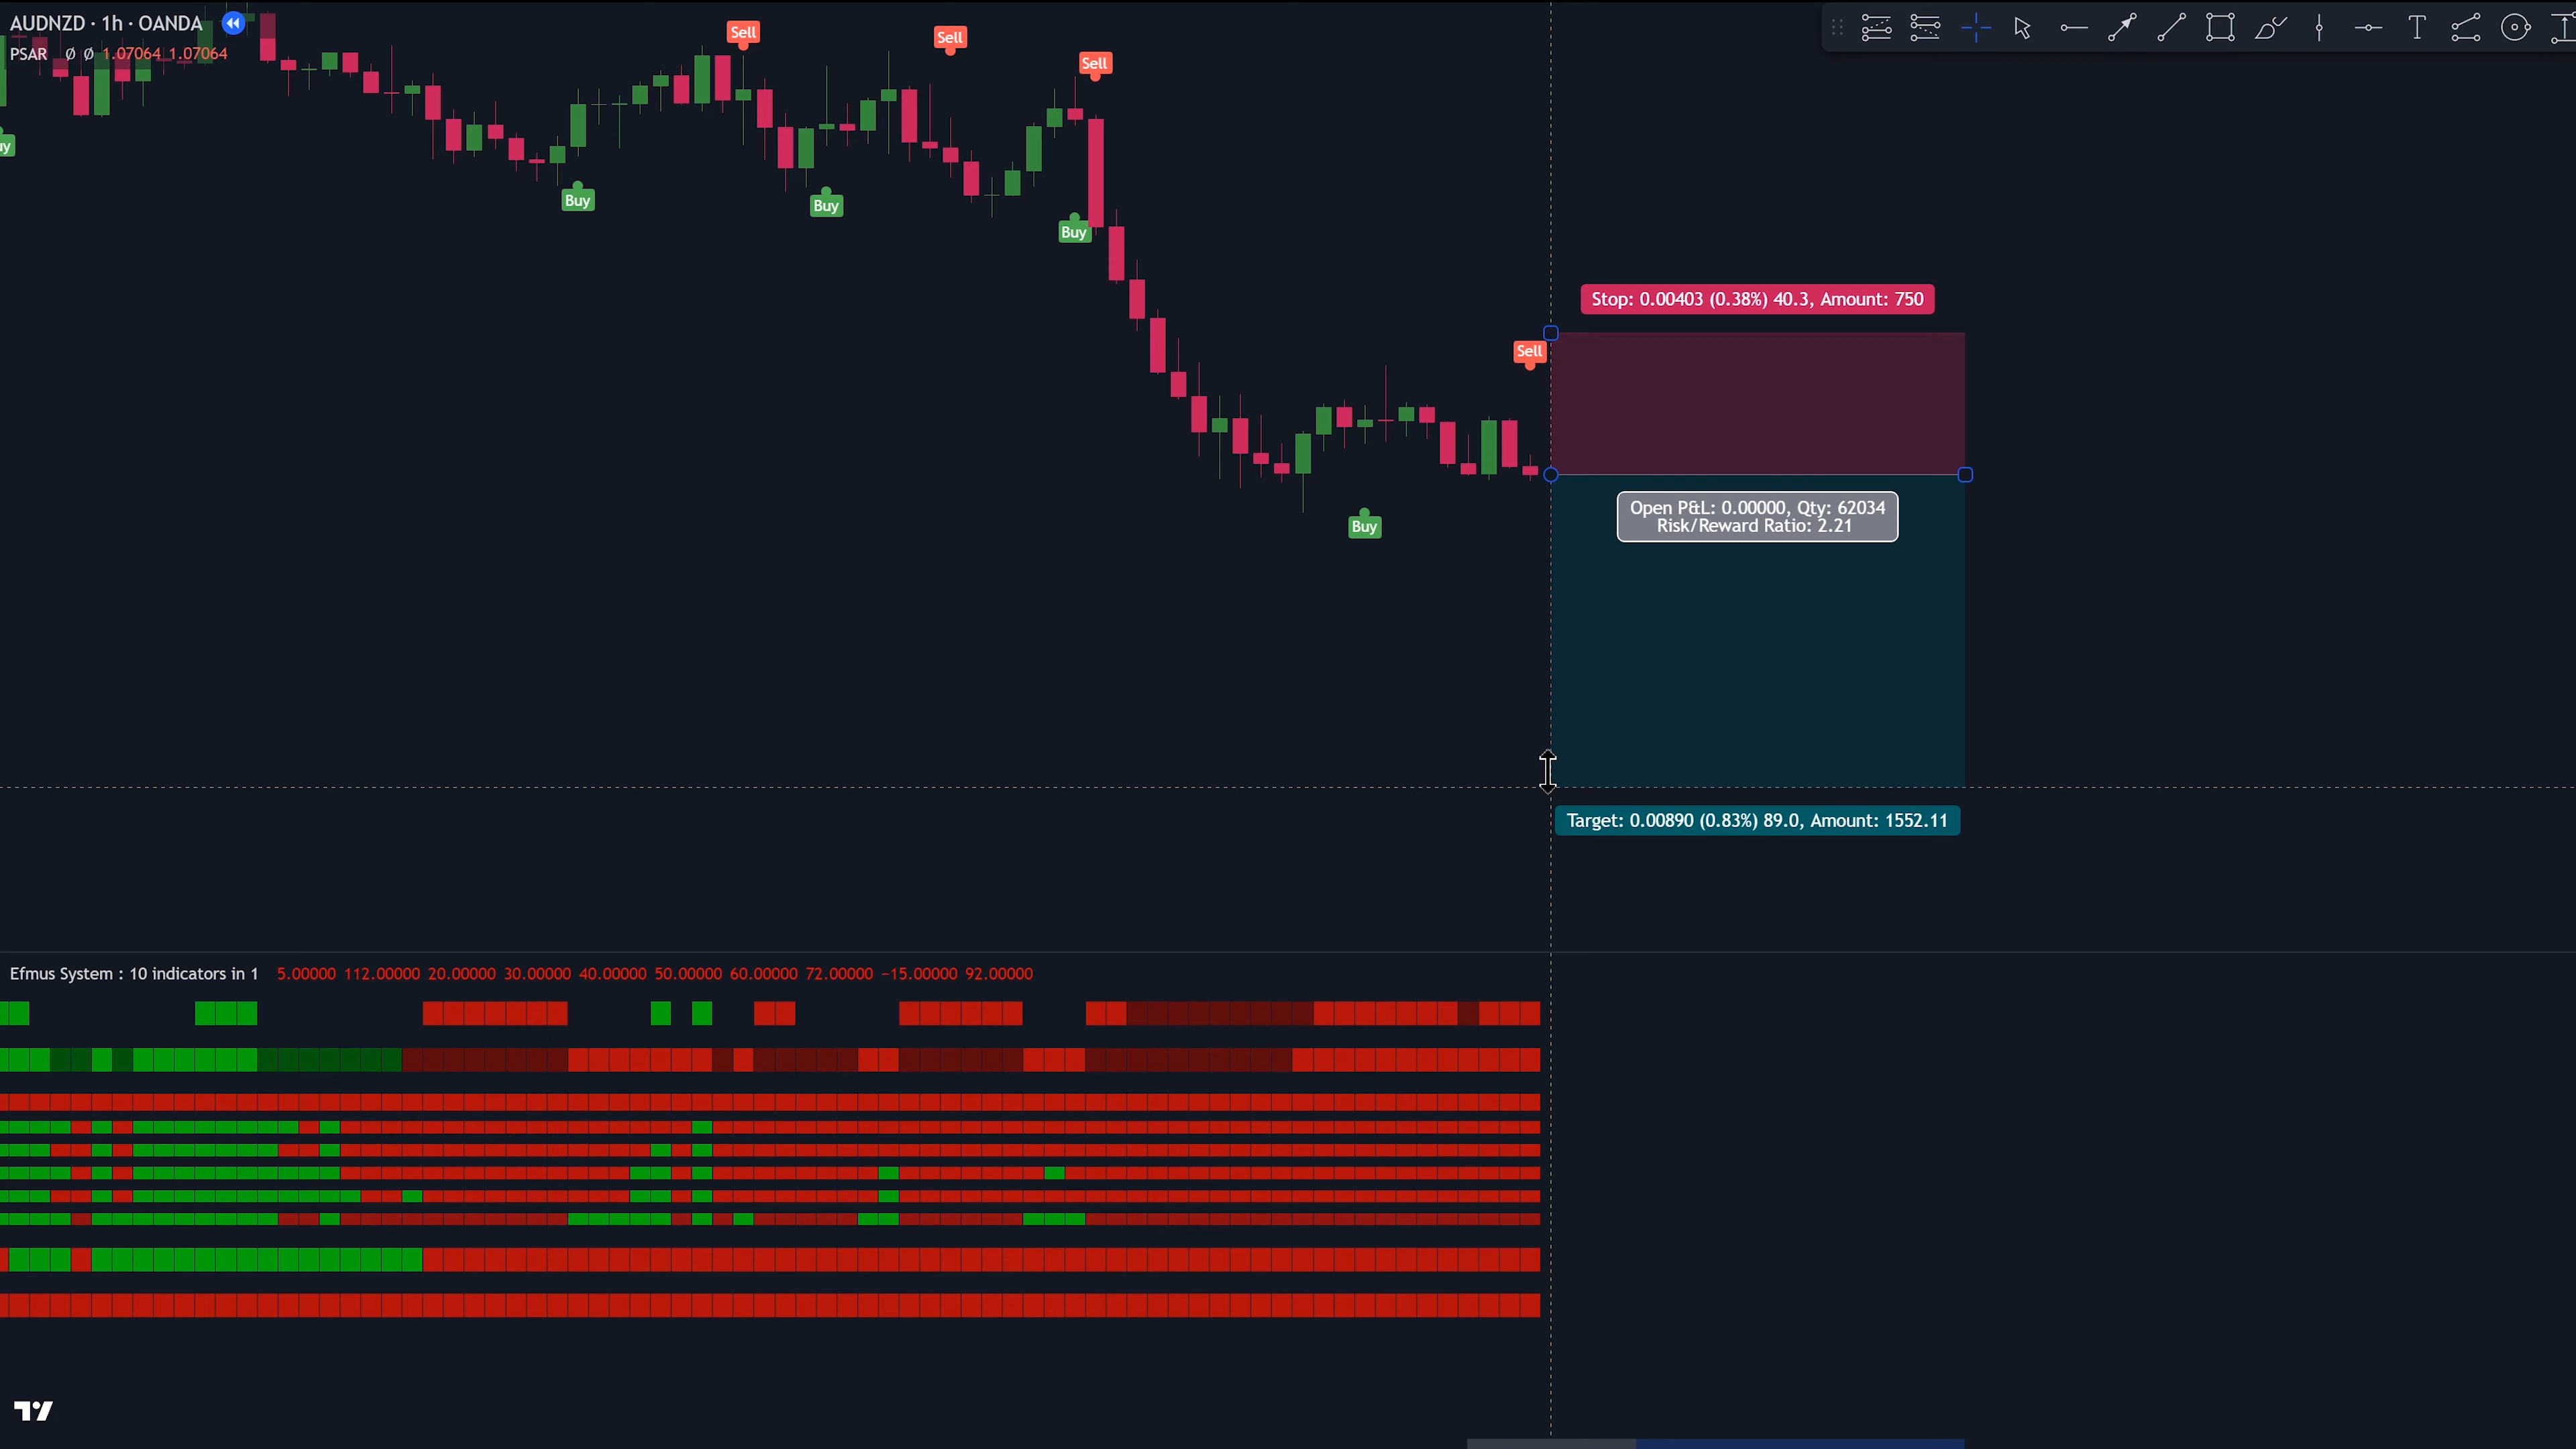 AUDNZD · 1h · OANDA
PSAR Ø Ø 1.07064 1.07064
Sell
Sell
Sell
uy
Buy
Buy
Buy
Stop: 0.00403 (0.38%) 40.3, Amount: 750
Sell
Open P&L: 0.00000, Qty: 62034
Risk/Reward Ratio: 2.21
Buy
Target: 0.00890 (0.83%) 89.0, Amount: 1552.11
Efmus System : 10 indicators in 1 5.00000 112.00000 20.00000 30.00000 40.00000 50.00000 60.00000 72.00000 −15.00000 92.00000